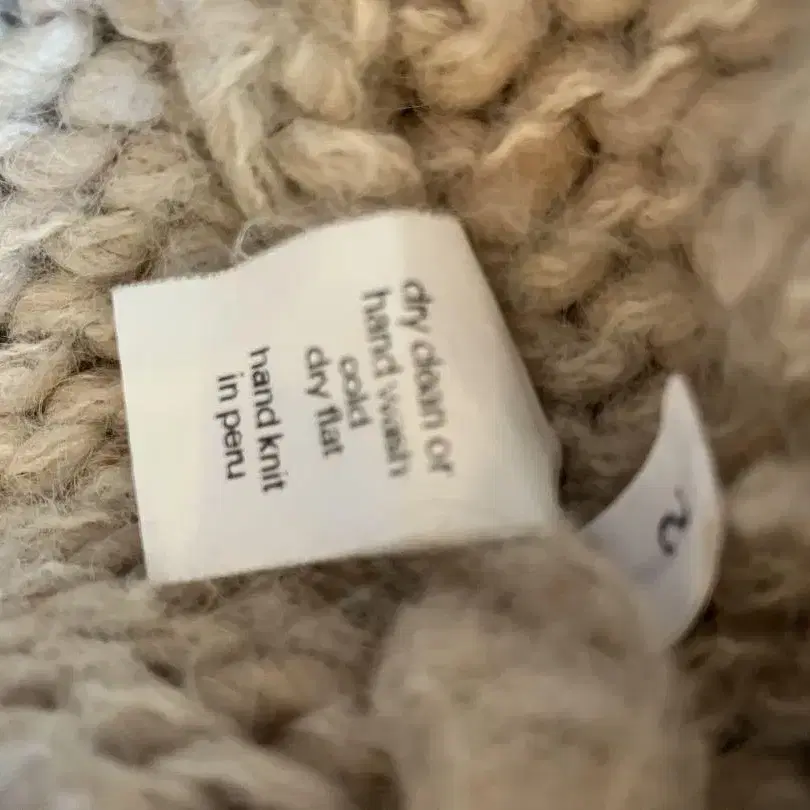 dry clean or
hand wash
cold
dry flat
hand knit
in peru
2